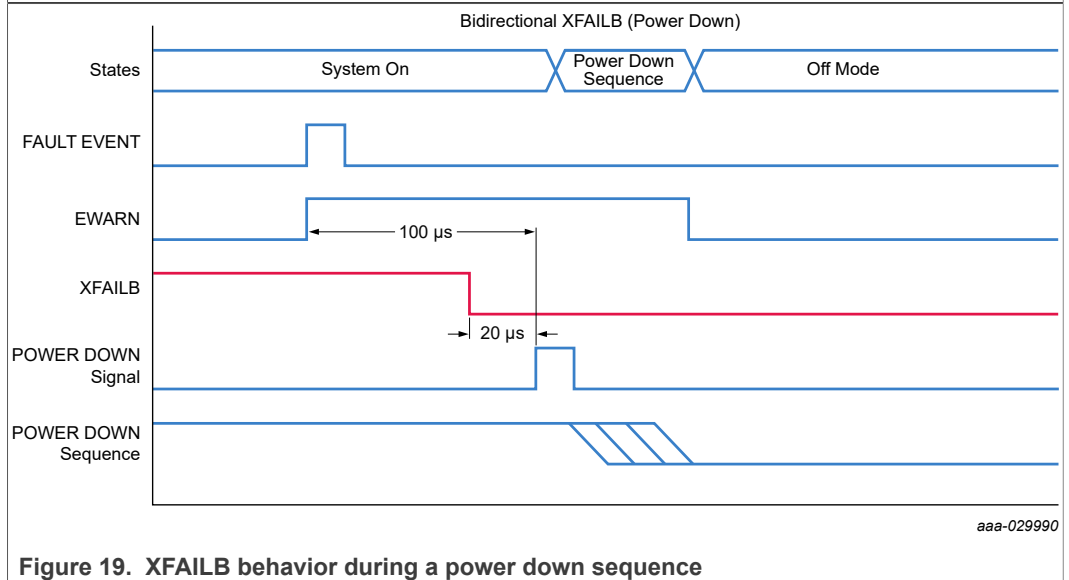 Bidirectional XFAILB (Power Down)
States
System On
Power Down
Sequence
Off Mode
FAULT EVENT
EWARN
100 µs
XFAILB
20 µs
POWER DOWN
Signal
POWER DOWN
Sequence
aaa-029990
Figure 19. XFAILB behavior during a power down sequence